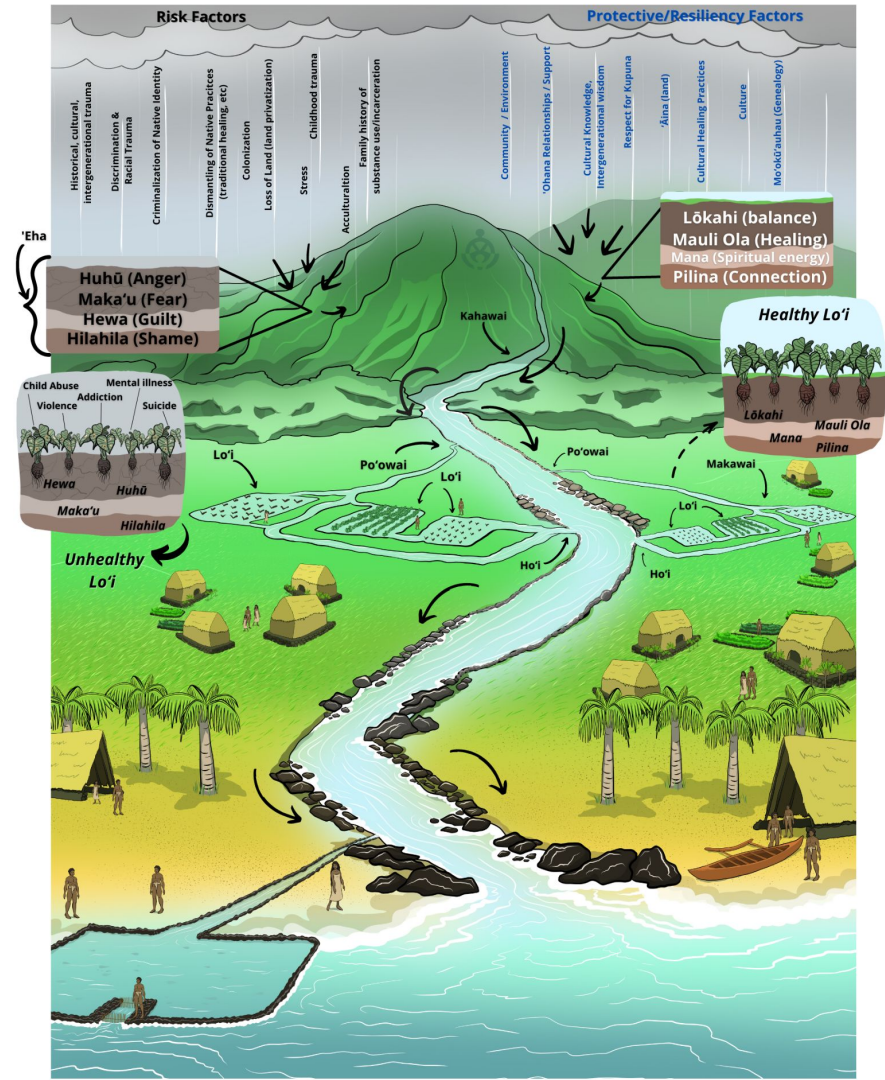 Risk Factors
Protective/Resiliency Factors
Historical, cultural,
intergenerational trauma
Discrimination &
Racial Trauma
Criminalization of Native Identity
Dismantling of Native Pracitces
(traditional healing, etc)
Colonization
Loss of Land (land privatization)
Stress
Childhood trauma
Acculturaltion
Family history of
substance use/incarceration
Community / Environment
'Ohana Relationships / Support
Cultural Knowledge,
Intergenerational wisdom
Respect for Kupuna
'Āina (land)
Cultural Healing Practices
Culture
Mo'okū'auhau (Genealogy)
'Eha
Huhū (Anger)
Maka'u (Fear)
Hewa (Guilt)
Hilahila (Shame)
Lōkahi (balance)
Mauli Ola (Healing)
Mana (Spiritual energy)
Pilina (Connection)
Kahawai
Healthy Lo'i
Lōkahi
Mauli Ola
Mana
Pilina
Child Abuse
Mental illness
Addiction
Violence
Suicide
Hewa
Huhū
Maka'u
Hilahila
Unhealthy
Lo'i
Lo'i
Po'owai
Lo'i
Po'owai
Makawai
Lo'i
Ho'i
Ho'i